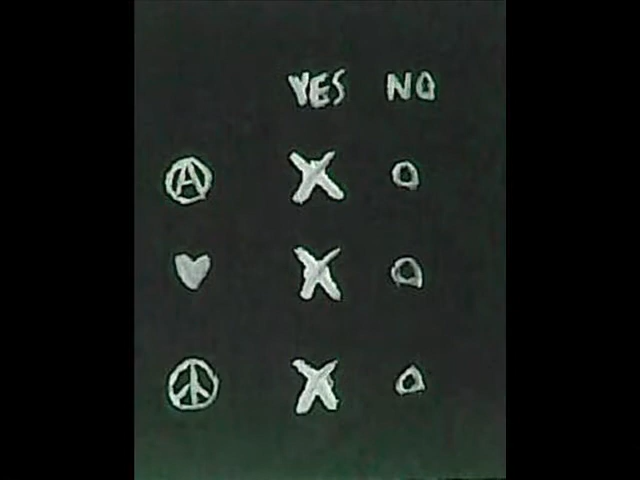 YES NO
Ⓐ X O
♥ X O
☮ X O